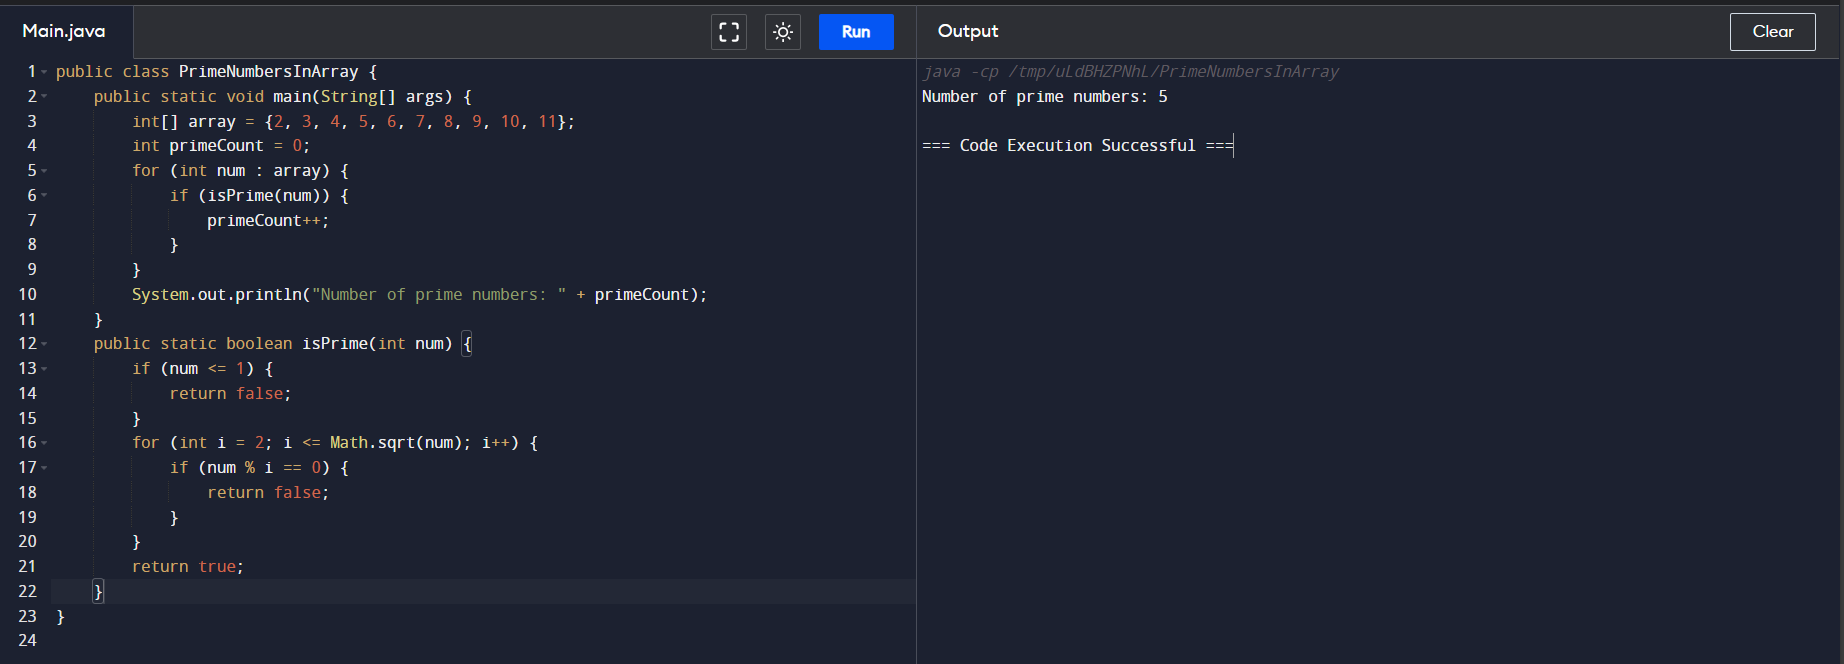 Main.java
Run
Output
Clear
1 public class PrimeNumbersInArray {
2     public static void main(String[] args) {
3         int[] array = {2, 3, 4, 5, 6, 7, 8, 9, 10, 11};
4         int primeCount = 0;
5         for (int num : array) {
6             if (isPrime(num)) {
7                 primeCount++;
8             }
9         }
10         System.out.println("Number of prime numbers: " + primeCount);
11     }
12     public static boolean isPrime(int num) {
13         if (num <= 1) {
14             return false;
15         }
16         for (int i = 2; i <= Math.sqrt(num); i++) {
17             if (num % i == 0) {
18                 return false;
19             }
20         }
21         return true;
22     }
23 }
24
java -cp /tmp/uLdBHZPNhL/PrimeNumbersInArray
Number of prime numbers: 5
=== Code Execution Successful ===